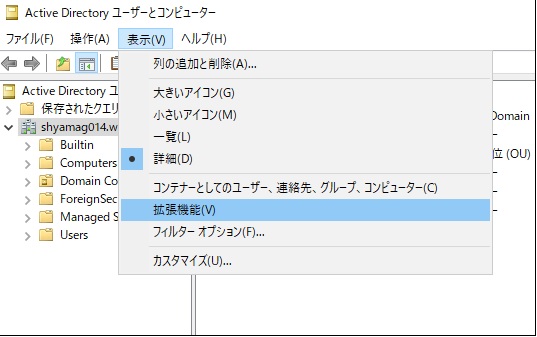 Active Directory ユーザーとコンピューター
ファイル(F) 操作(A) 表示(V) ヘルプ(H)
列の追加と削除(A)...
大きいアイコン(G)
小さいアイコン(M)
一覧(L)
詳細(D)
コンテナーとしてのユーザー、連絡先、グループ、コンピューター(C)
拡張機能(V)
フィルター オプション(F)...
カスタマイズ(U)...
Active Directory ユ
保存されたクエリ
shyamag014.w
Builtin
Computers
Domain Co
ForeignSec
Managed S
Users
Domain
位 (OU)